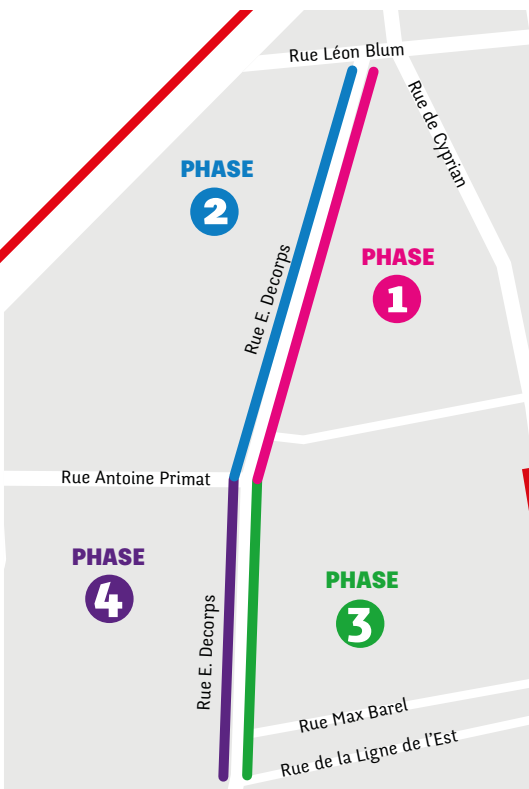 Rue Léon Blum
Rue de Cyprian
PHASE
2
Rue E. Decorps
PHASE
1
Rue Antoine Primat
PHASE
4
PHASE
3
Rue E. Decorps
Rue Max Barel
Rue de la Ligne de l'Est